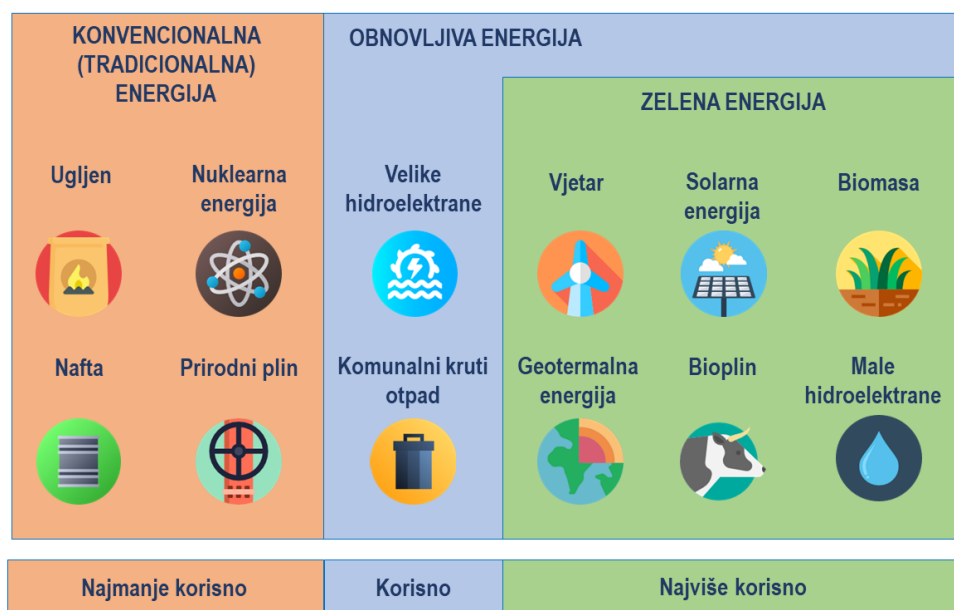 KONVENCIONALNA
(TRADICIONALNA)
ENERGIJA
OBNOVLJIVA ENERGIJA
ZELENA ENERGIJA
Ugljen
Nuklearna
energija
Velike
hidroelektrane
Vjetar
Solarna
energija
Biomasa
Nafta
Prirodni plin
Komunalni kruti
otpad
Geotermalna
energija
Bioplin
Male
hidroelektrane
Najmanje korisno
Korisno
Najviše korisno